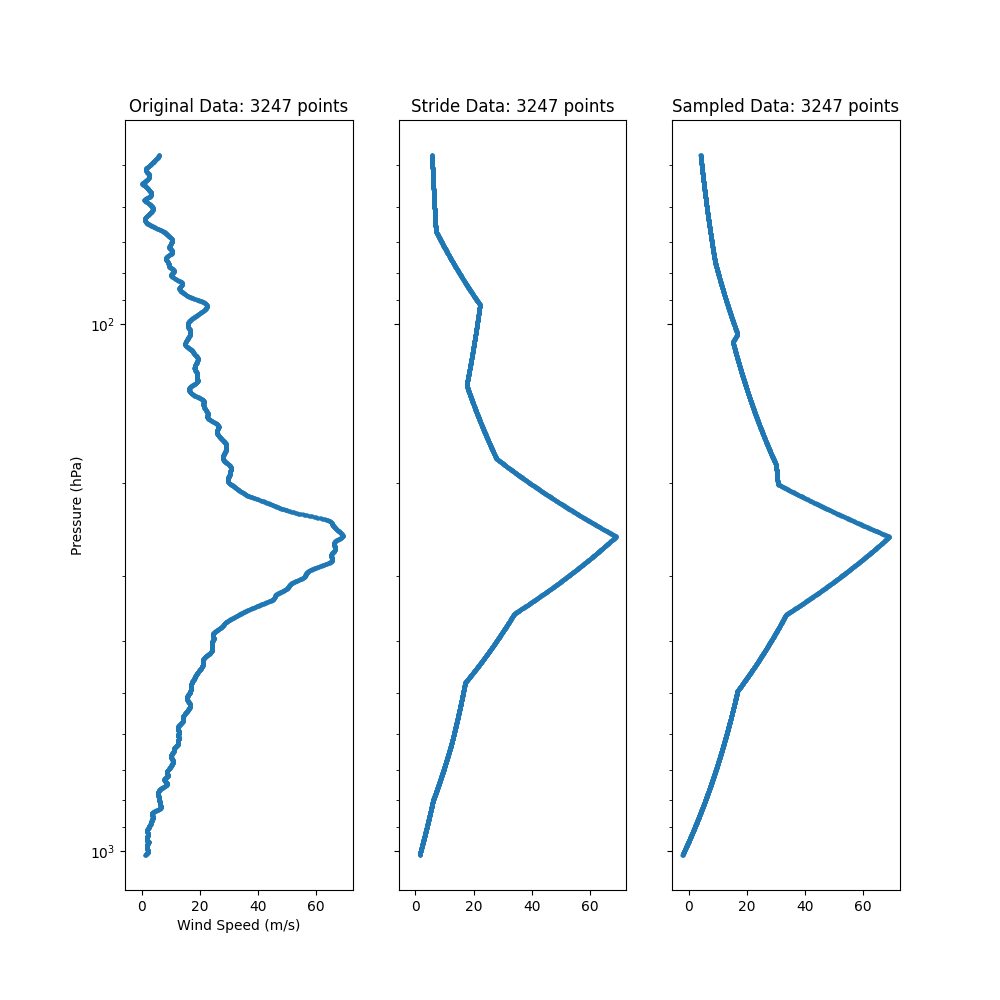 Original Data: 3247 points
Stride Data: 3247 points
Sampled Data: 3247 points
Pressure (hPa)
10²
10³
0 20 40 60
0 20 40 60
0 20 40 60
Wind Speed (m/s)